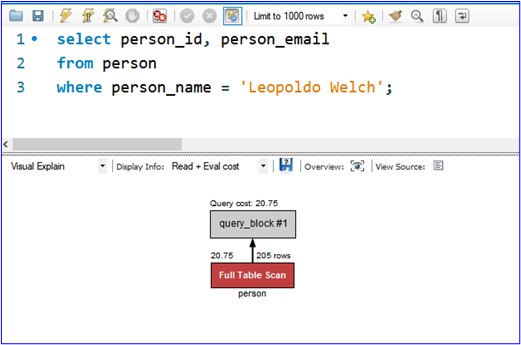 Limit to 1000 rows
1 select person_id, person_email
2 from person
3 where person_name = 'Leopoldo Welch';
Visual Explain Display Info: Read + Eval cost Overview: View Source:
Query cost: 20.75
query_block #1
20.75 205 rows
Full Table Scan
person